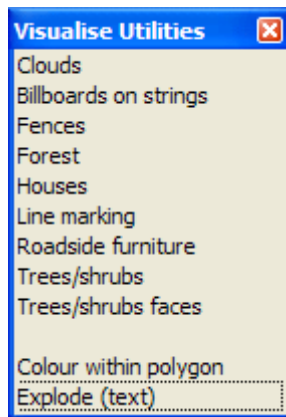 Visualise Utilities
Clouds
Billboards on strings
Fences
Forest
Houses
Line marking
Roadside furniture
Trees/shrubs
Trees/shrubs faces
Colour within polygon
Explode (text)